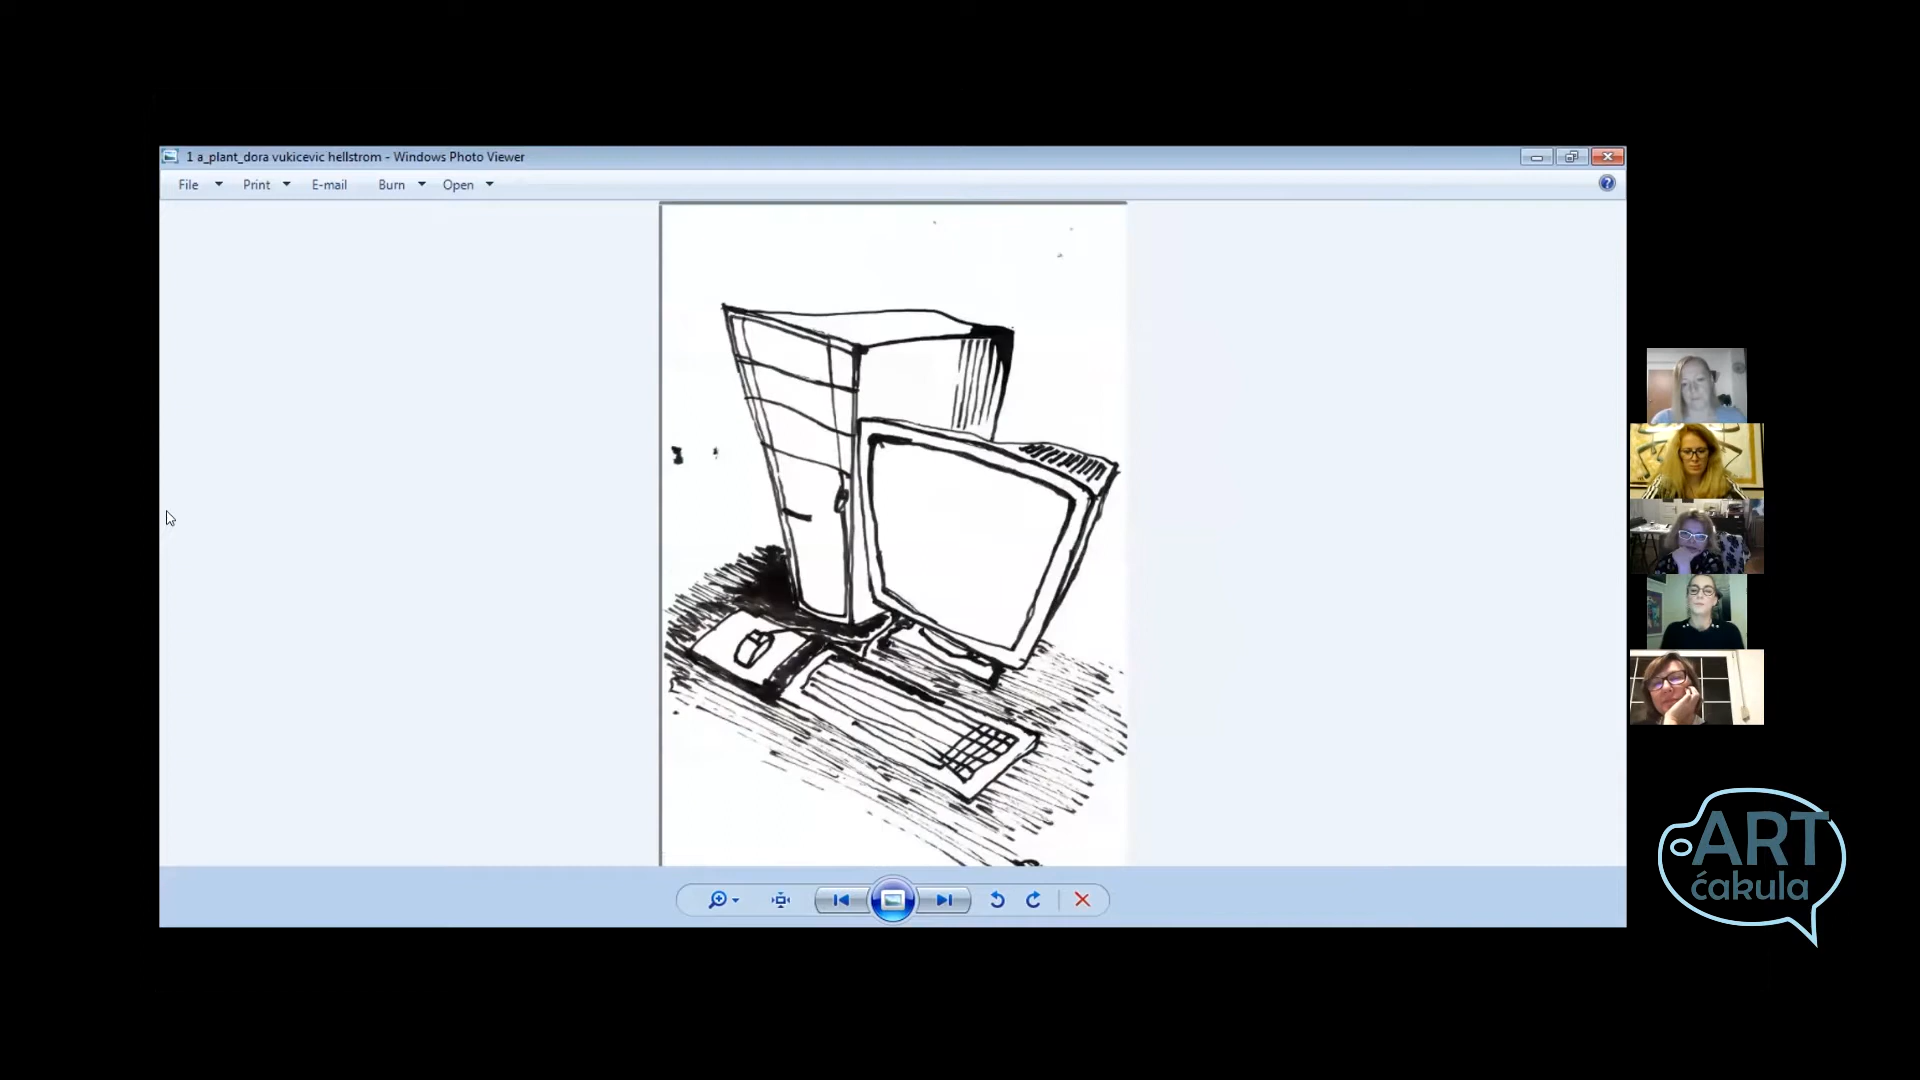 1 a_plant_dora vukicevic hellstrom - Windows Photo Viewer
File Print E-mail Burn Open
ART
ćakula